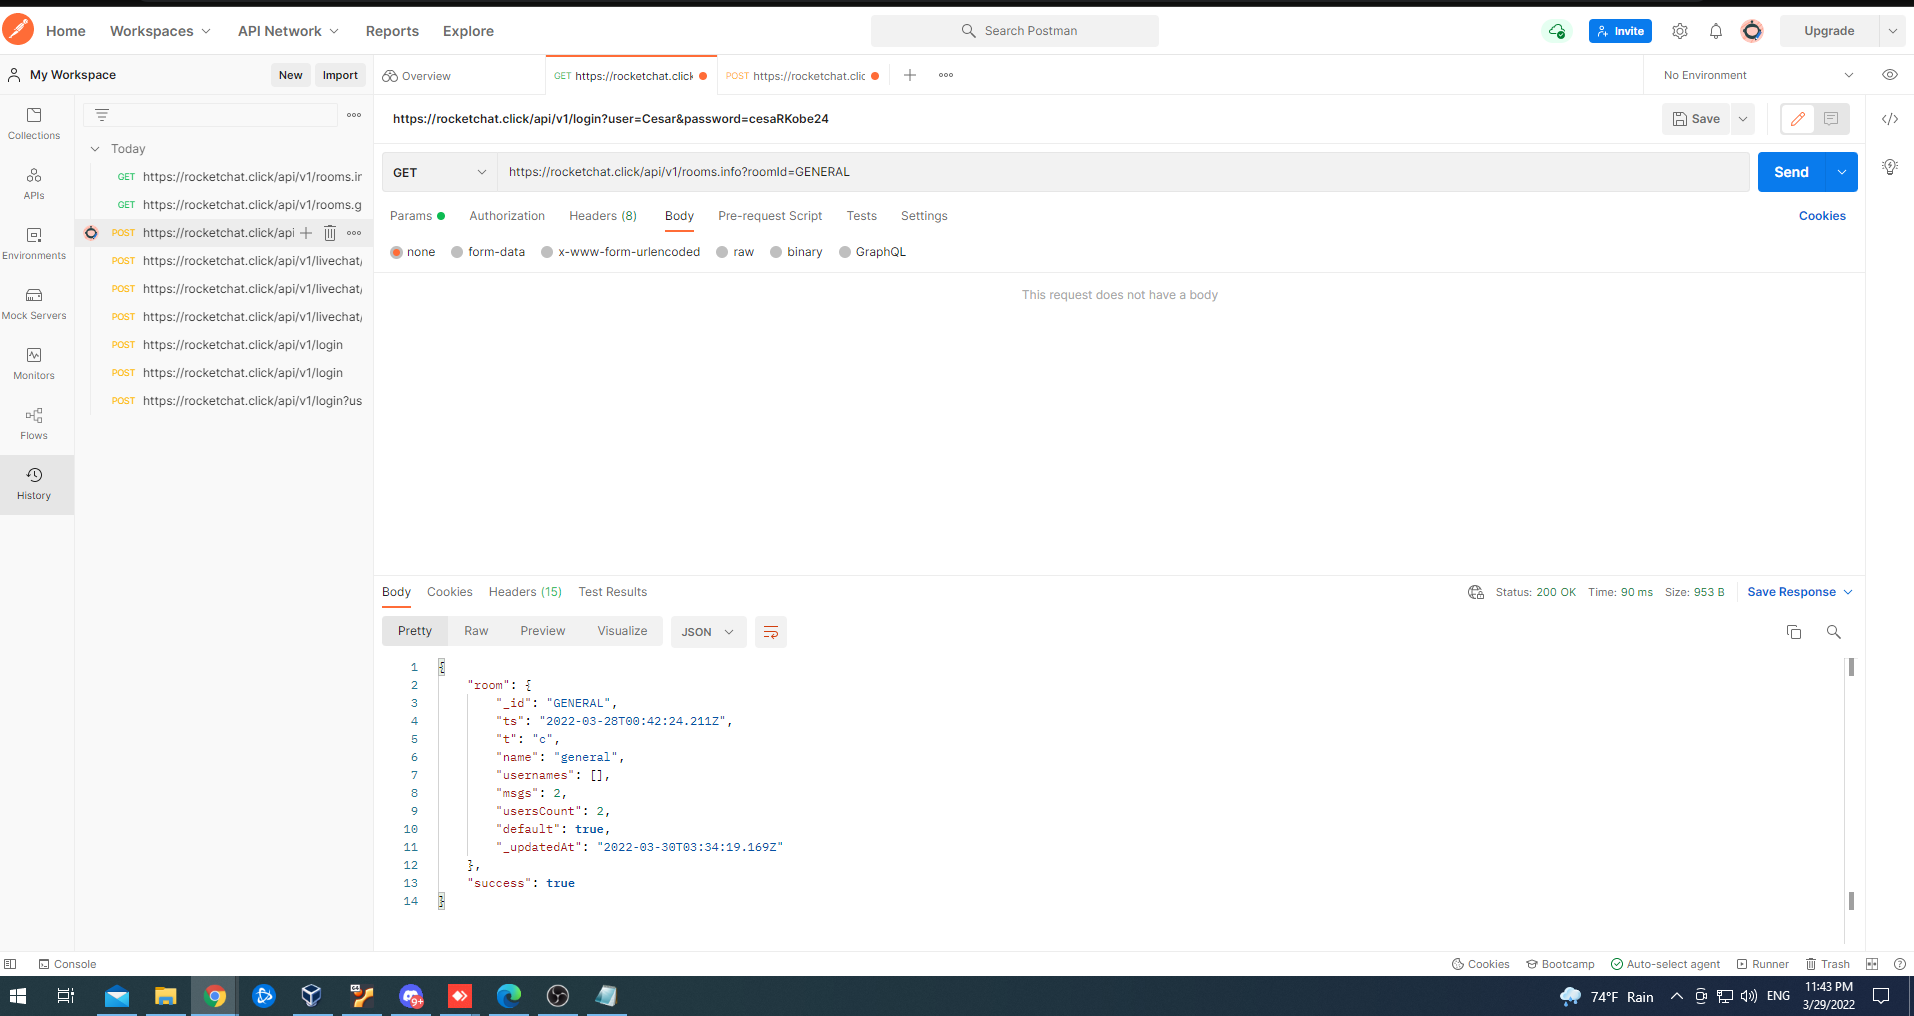 Home Workspaces API Network Reports Explore Search Postman Invite Upgrade
My Workspace New Import Overview GET https://rocketchat.click POST https://rocketchat.clic No Environment
https://rocketchat.click/api/v1/login?user=Cesar&password=cesaRKobe24 Save
Collections
Today
GET https://rocketchat.click/api/v1/rooms.ir
GET https://rocketchat.click/api/v1/rooms.g
POST https://rocketchat.click/api
POST https://rocketchat.click/api/v1/livechat/
POST https://rocketchat.click/api/v1/livechat/
POST https://rocketchat.click/api/v1/livechat/
POST https://rocketchat.click/api/v1/login
POST https://rocketchat.click/api/v1/login
POST https://rocketchat.click/api/v1/login?us
APIs
Environments
Mock Servers
Monitors
Flows
History
GET https://rocketchat.click/api/v1/rooms.info?roomId=GENERAL Send
Params Authorization Headers (8) Body Pre-request Script Tests Settings Cookies
none form-data x-www-form-urlencoded raw binary GraphQL
This request does not have a body
Body Cookies Headers (15) Test Results Status: 200 OK Time: 90 ms Size: 953 B Save Response
Pretty Raw Preview Visualize JSON
1 {
2 "room": {
3 "_id": "GENERAL",
4 "ts": "2022-03-28T00:42:24.211Z",
5 "t": "c",
6 "name": "general",
7 "usernames": [],
8 "msgs": 2,
9 "usersCount": 2,
10 "default": true,
11 "_updatedAt": "2022-03-30T03:34:19.169Z"
12 },
13 "success": true
14 }
Console Cookies Bootcamp Auto-select agent Runner Trash
64 9+ 74°F Rain ENG 11:43 PM
3/29/2022